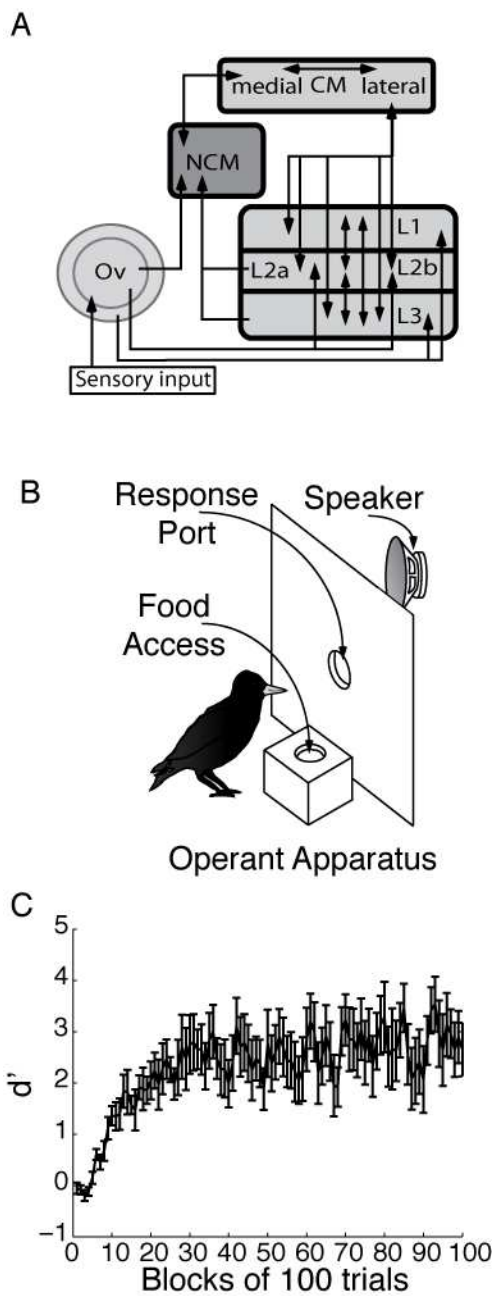 A
medial CM lateral
NCM
L1
Ov
L2a
L2b
L3
Sensory input
B
Response
Port
Speaker
Food
Access
Operant Apparatus
C
5
4
3
2
1
0
−1
d'
0 10 20 30 40 50 60 70 80 90 100
Blocks of 100 trials